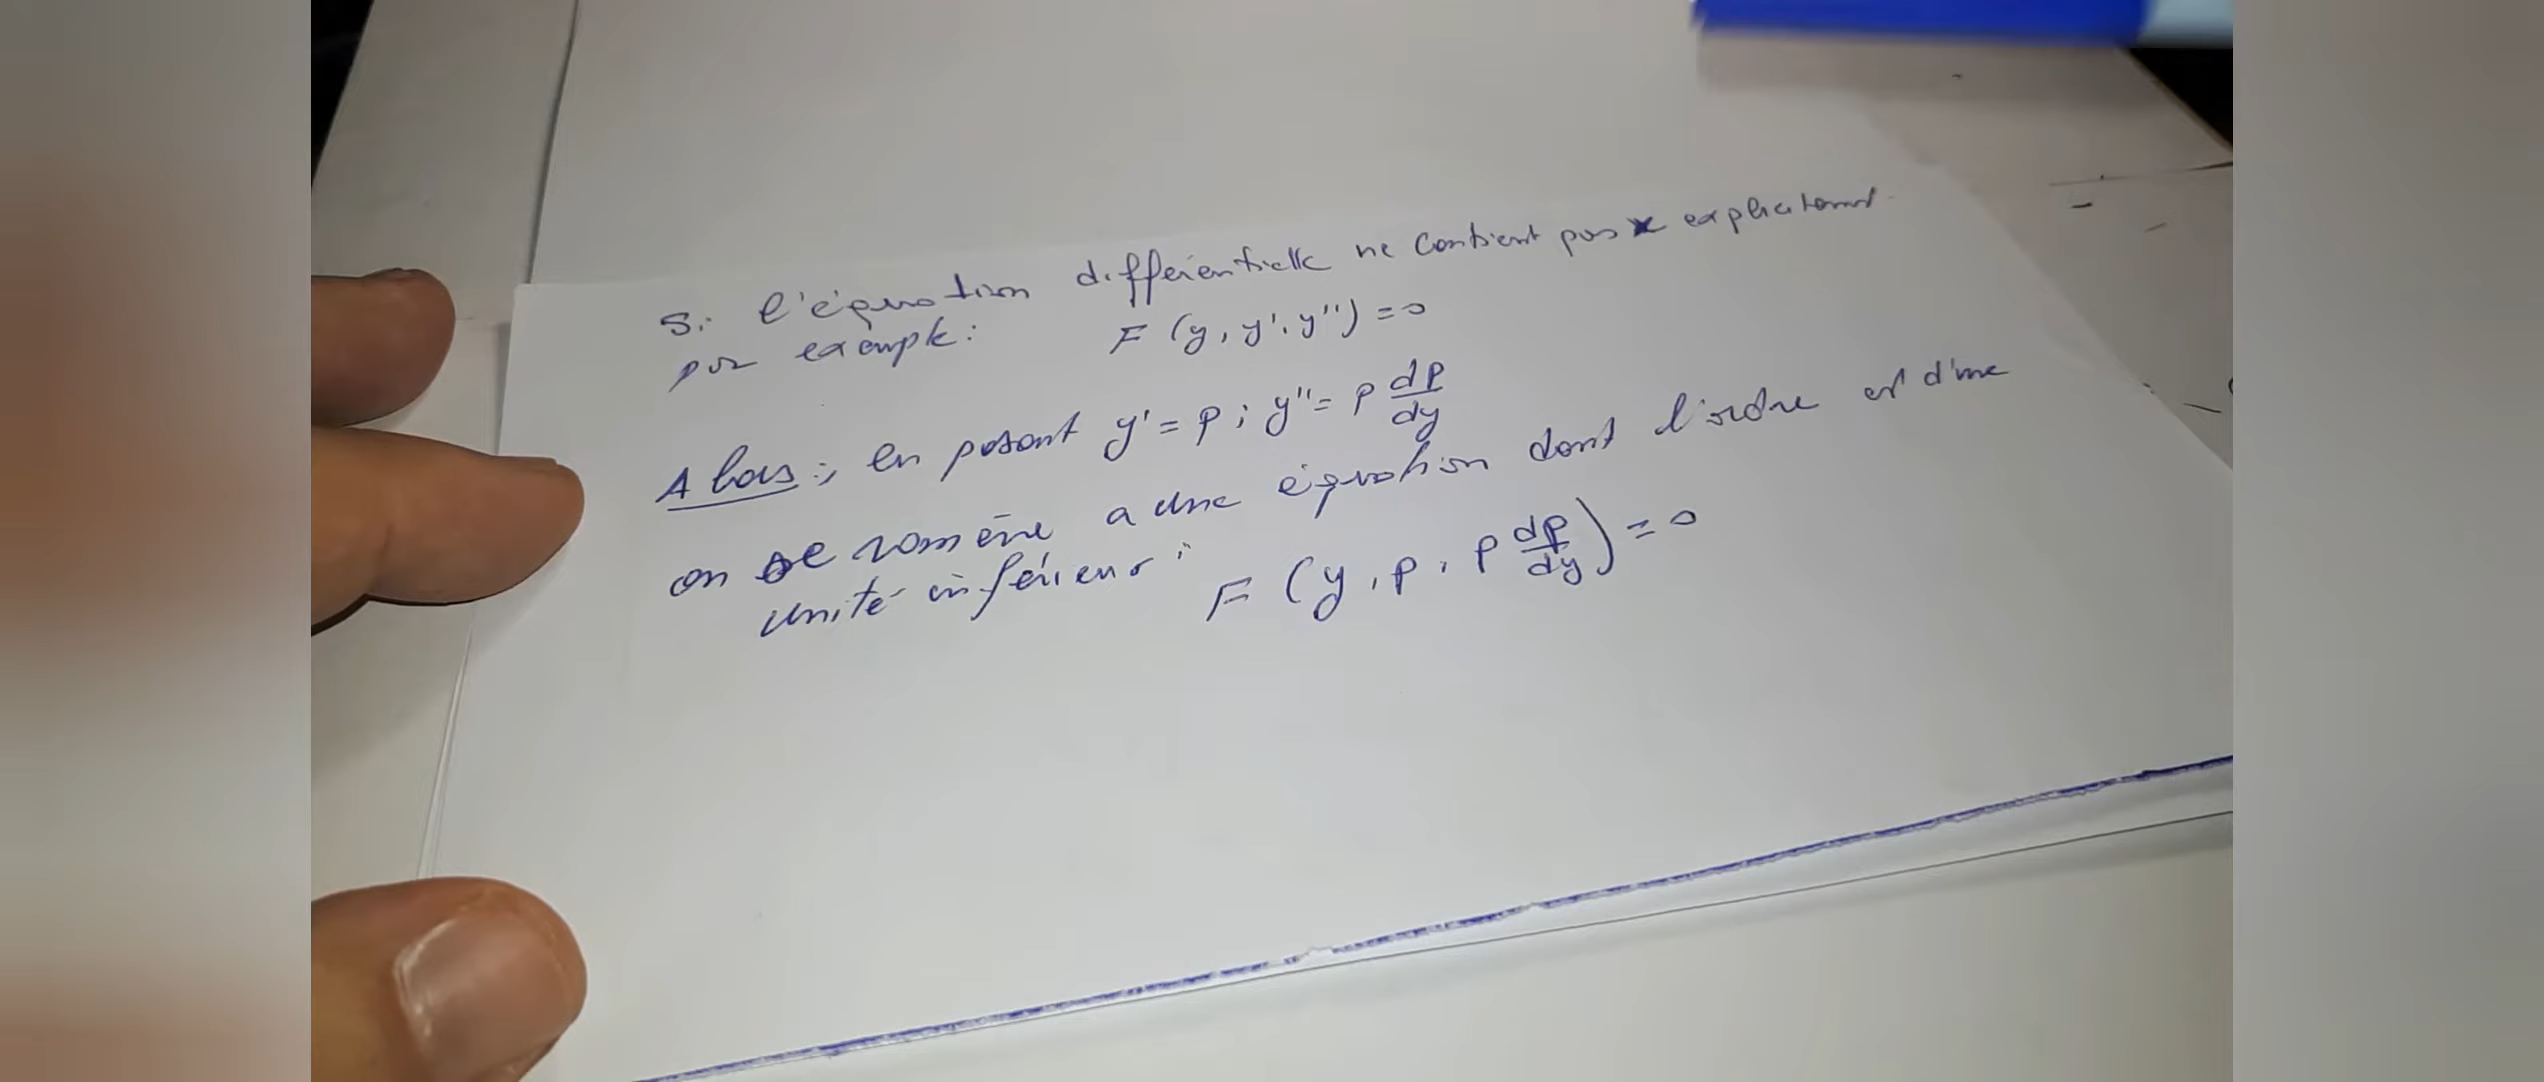 Si l'équation différentielle ne contient pas x explicitement.
par exemple: F (y, y', y'') = 0
Alors:, en posant y' = p ; y'' = p dp/dy
on se ramène a une équation dont l'ordre est d'une
unité inférieur : F (y, p, p dp/dy) = 0